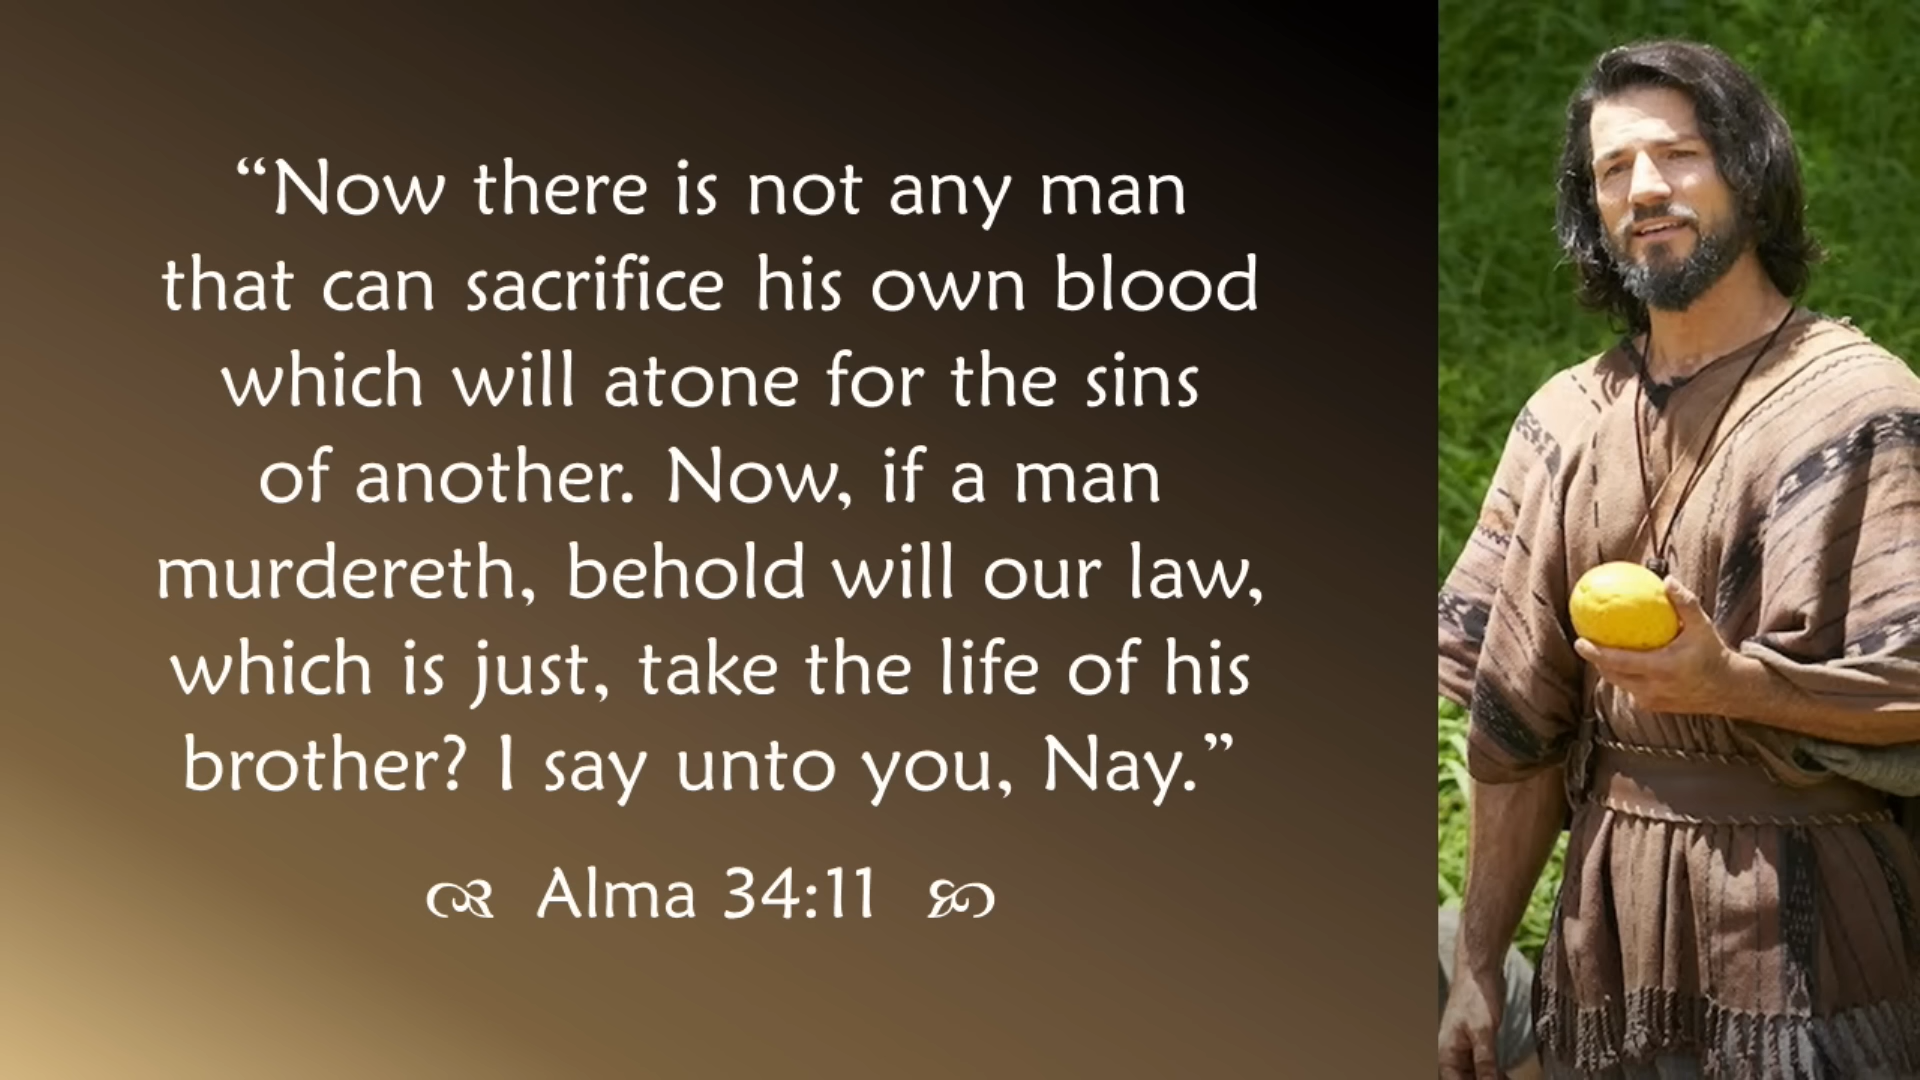 “Now there is not any man
that can sacrifice his own blood
which will atone for the sins
of another. Now, if a man
murdereth, behold will our law,
which is just, take the life of his
brother? I say unto you, Nay.”
Alma 34:11